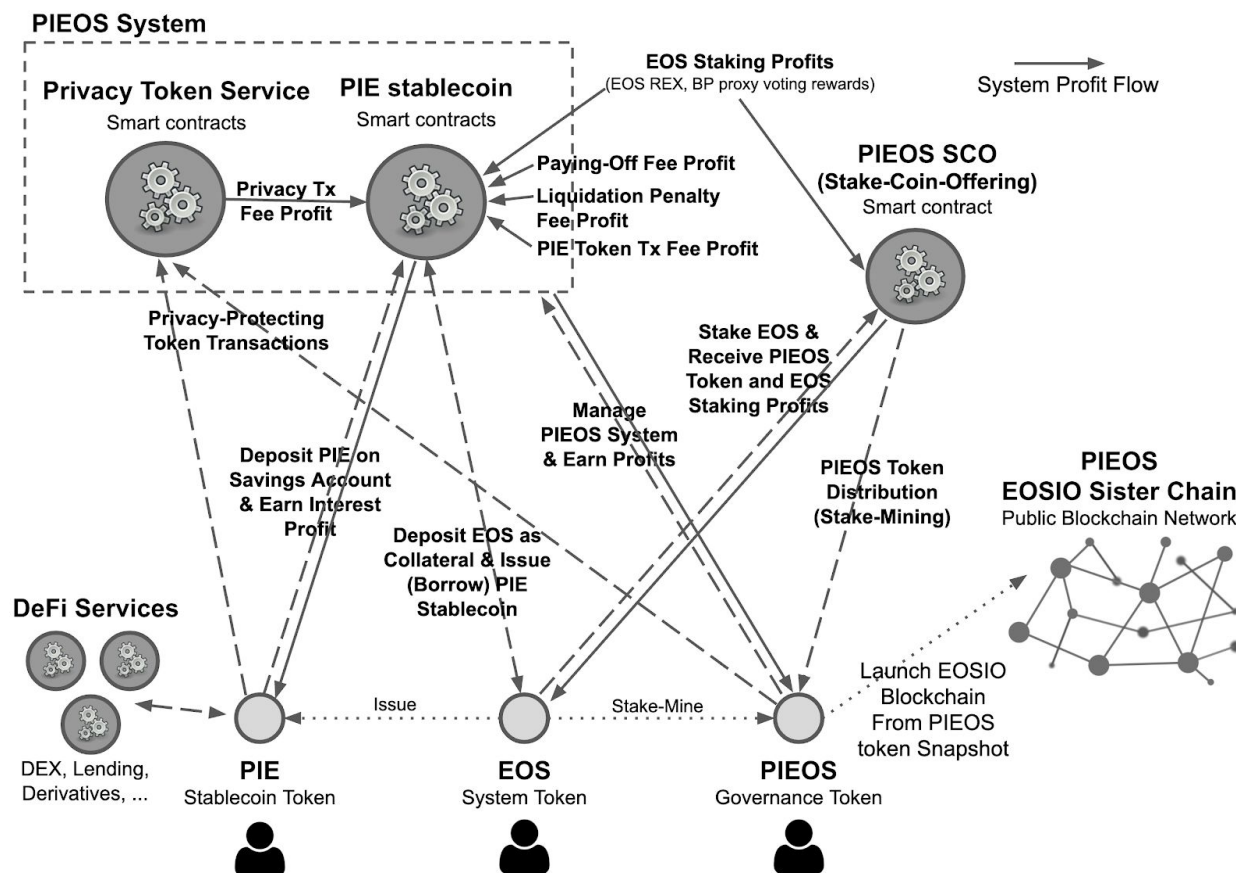 PIEOS System
Privacy Token Service
Smart contracts
PIE stablecoin
Smart contracts
EOS Staking Profits
(EOS REX, BP proxy voting rewards)
System Profit Flow
Privacy Tx
Fee Profit
Paying-Off Fee Profit
Liquidation Penalty
Fee Profit
PIE Token Tx Fee Profit
PIEOS SCO
(Stake-Coin-Offering)
Smart contract
Privacy-Protecting
Token Transactions
Stake EOS &
Receive PIEOS
Token and EOS
Staking Profits
Manage
PIEOS System
& Earn Profits
Deposit PIE on
Savings Account
& Earn Interest
Profit
PIEOS Token
Distribution
(Stake-Mining)
PIEOS
EOSIO Sister Chain
Public Blockchain Network
Deposit EOS as
Collateral & Issue
(Borrow) PIE
Stablecoin
DeFi Services
DEX, Lending,
Derivatives, ...
Issue
Stake-Mine
Launch EOSIO
Blockchain
From PIEOS
token Snapshot
PIE
Stablecoin Token
EOS
System Token
PIEOS
Governance Token